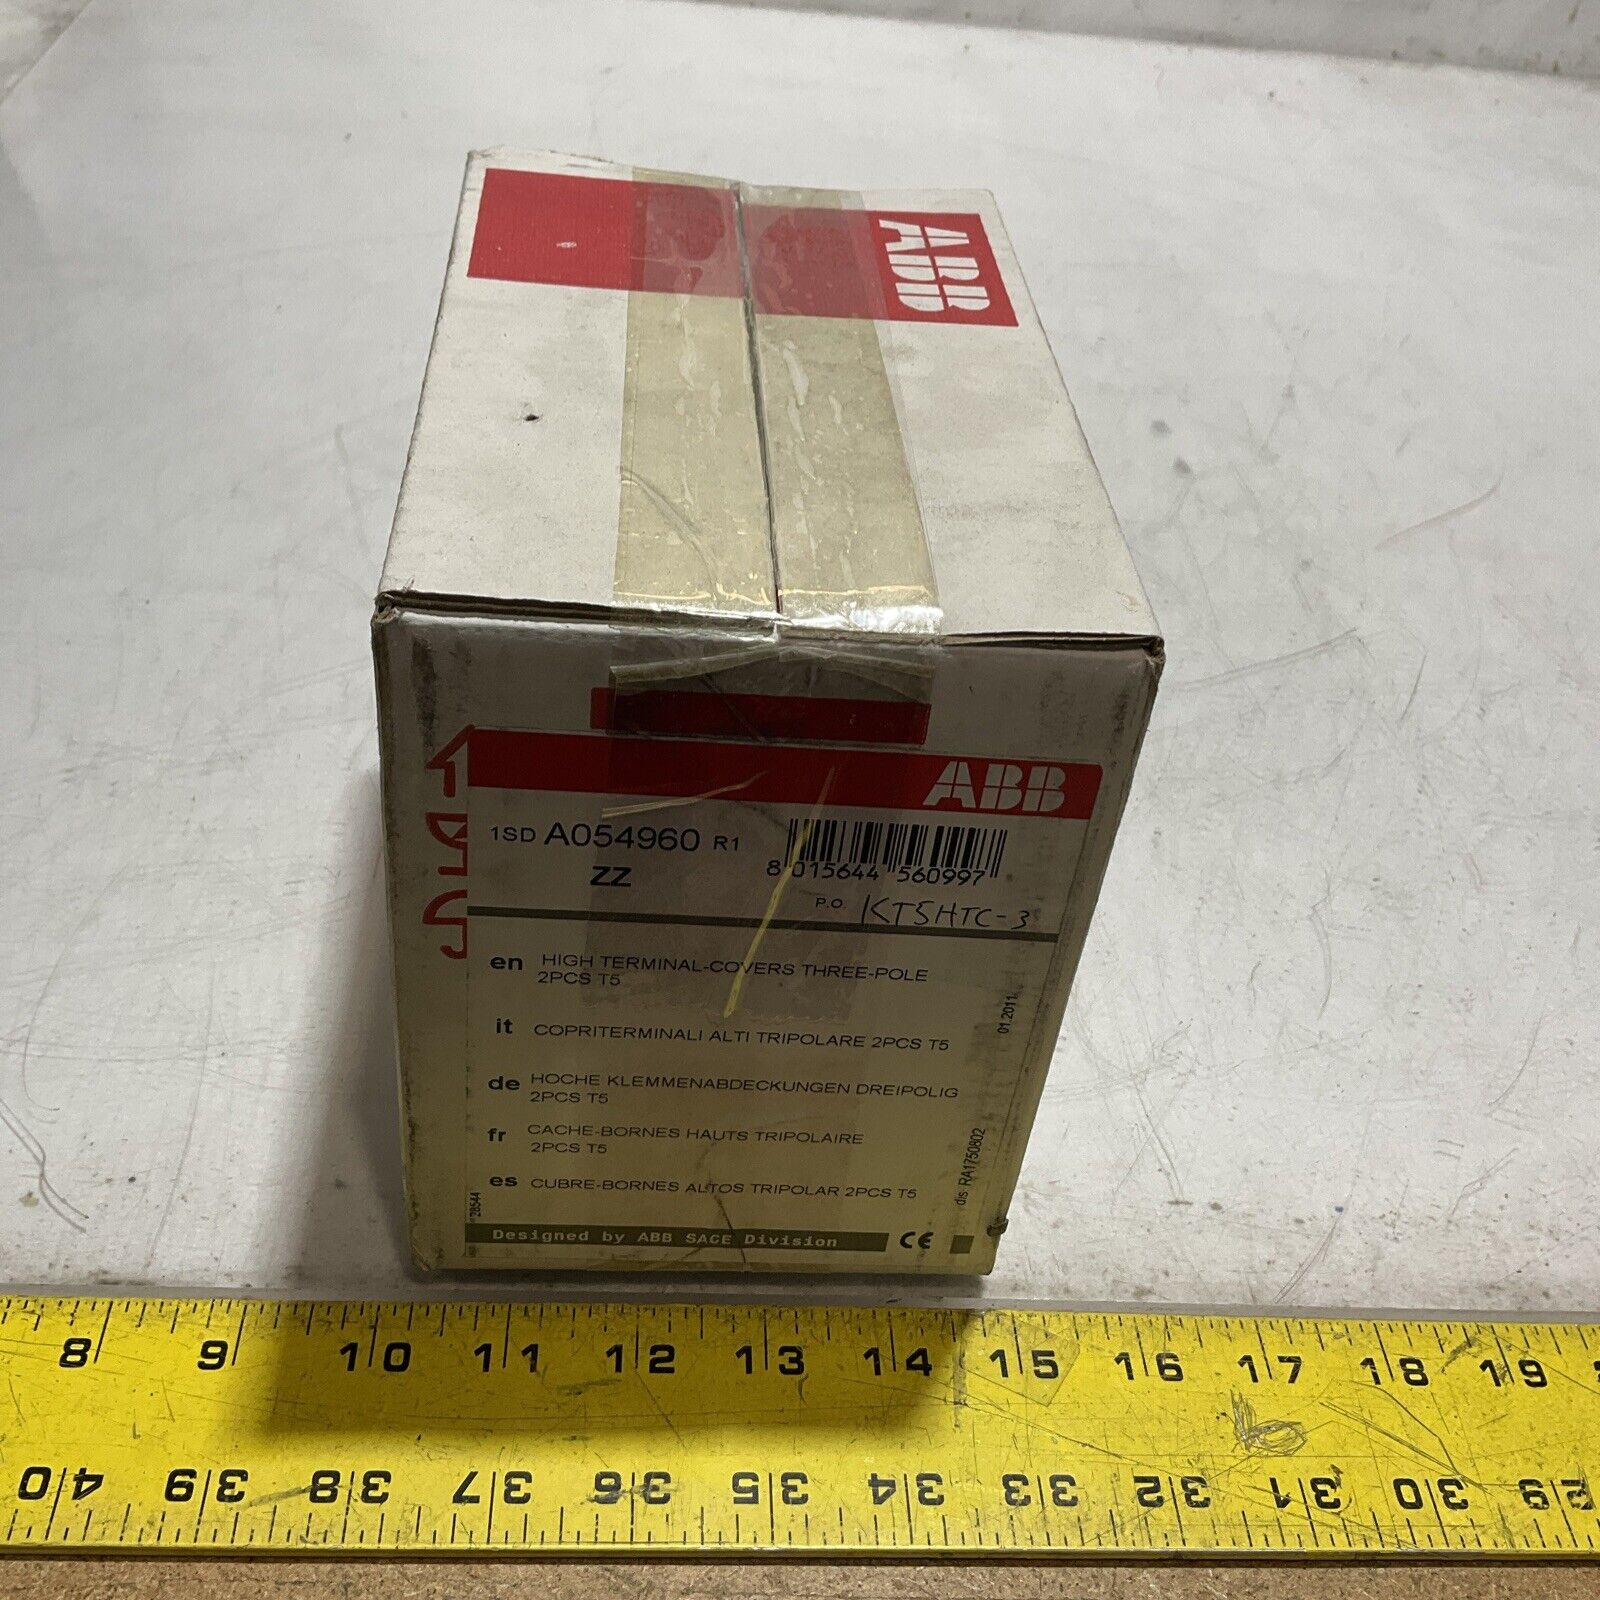 ABB
ABB
1SD A054960 R1
ZZ
8 015644 560997
P.O. KT5HTC-3
en HIGH TERMINAL-COVERS THREE-POLE
2PCS T5
it COPRITERMINALI ALTI TRIPOLARE 2PCS T5
de HOCHE KLEMMENABDECKUNGEN DREIPOLIG
2PCS T5
fr CACHE-BORNES HAUTS TRIPOLAIRE
2PCS T5
es CUBRE-BORNES ALTOS TRIPOLAR 2PCS T5
01.2011
dis RA1750802
28544
Designed by ABB SACE Division CE
8 9 10 11 12 13 14 15 16 17 18 19
40 39 38 37 36 35 34 33 32 31 30 29